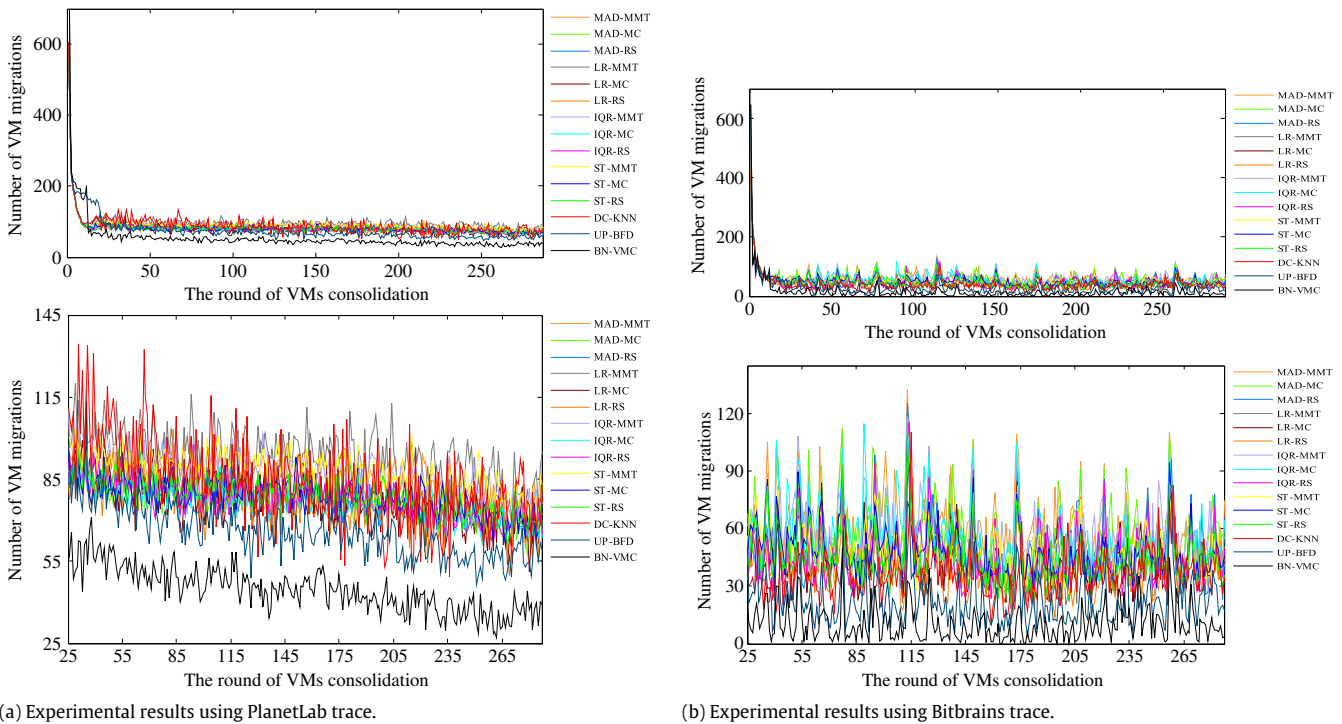 Number of VM migrations
600
400
200
0
0 50 100 150 200 250
The round of VMs consolidation
MAD-MMT
MAD-MC
MAD-RS
LR-MMT
LR-MC
LR-RS
IQR-MMT
IQR-MC
IQR-RS
ST-MMT
ST-MC
ST-RS
DC-KNN
UP-BFD
BN-VMC
Number of VM migrations
145
115
85
55
25
25 55 85 115 145 175 205 235 265
The round of VMs consolidation
MAD-MMT
MAD-MC
MAD-RS
LR-MMT
LR-MC
LR-RS
IQR-MMT
IQR-MC
IQR-RS
ST-MMT
ST-MC
ST-RS
DC-KNN
UP-BFD
BN-VMC
(a) Experimental results using PlanetLab trace.
Number of VM migrations
600
400
200
0
0 50 100 150 200 250
The round of VMs consolidation
MAD-MMT
MAD-MC
MAD-RS
LR-MMT
LR-MC
LR-RS
IQR-MMT
IQR-MC
IQR-RS
ST-MMT
ST-MC
ST-RS
DC-KNN
UP-BFD
BN-VMC
Number of VM migrations
120
90
60
30
0
25 55 85 115 145 175 205 235 265
The round of VMs consolidation
MAD-MMT
MAD-MC
MAD-RS
LR-MMT
LR-MC
LR-RS
IQR-MMT
IQR-MC
IQR-RS
ST-MMT
ST-MC
ST-RS
DC-KNN
UP-BFD
BN-VMC
(b) Experimental results using Bitbrains trace.